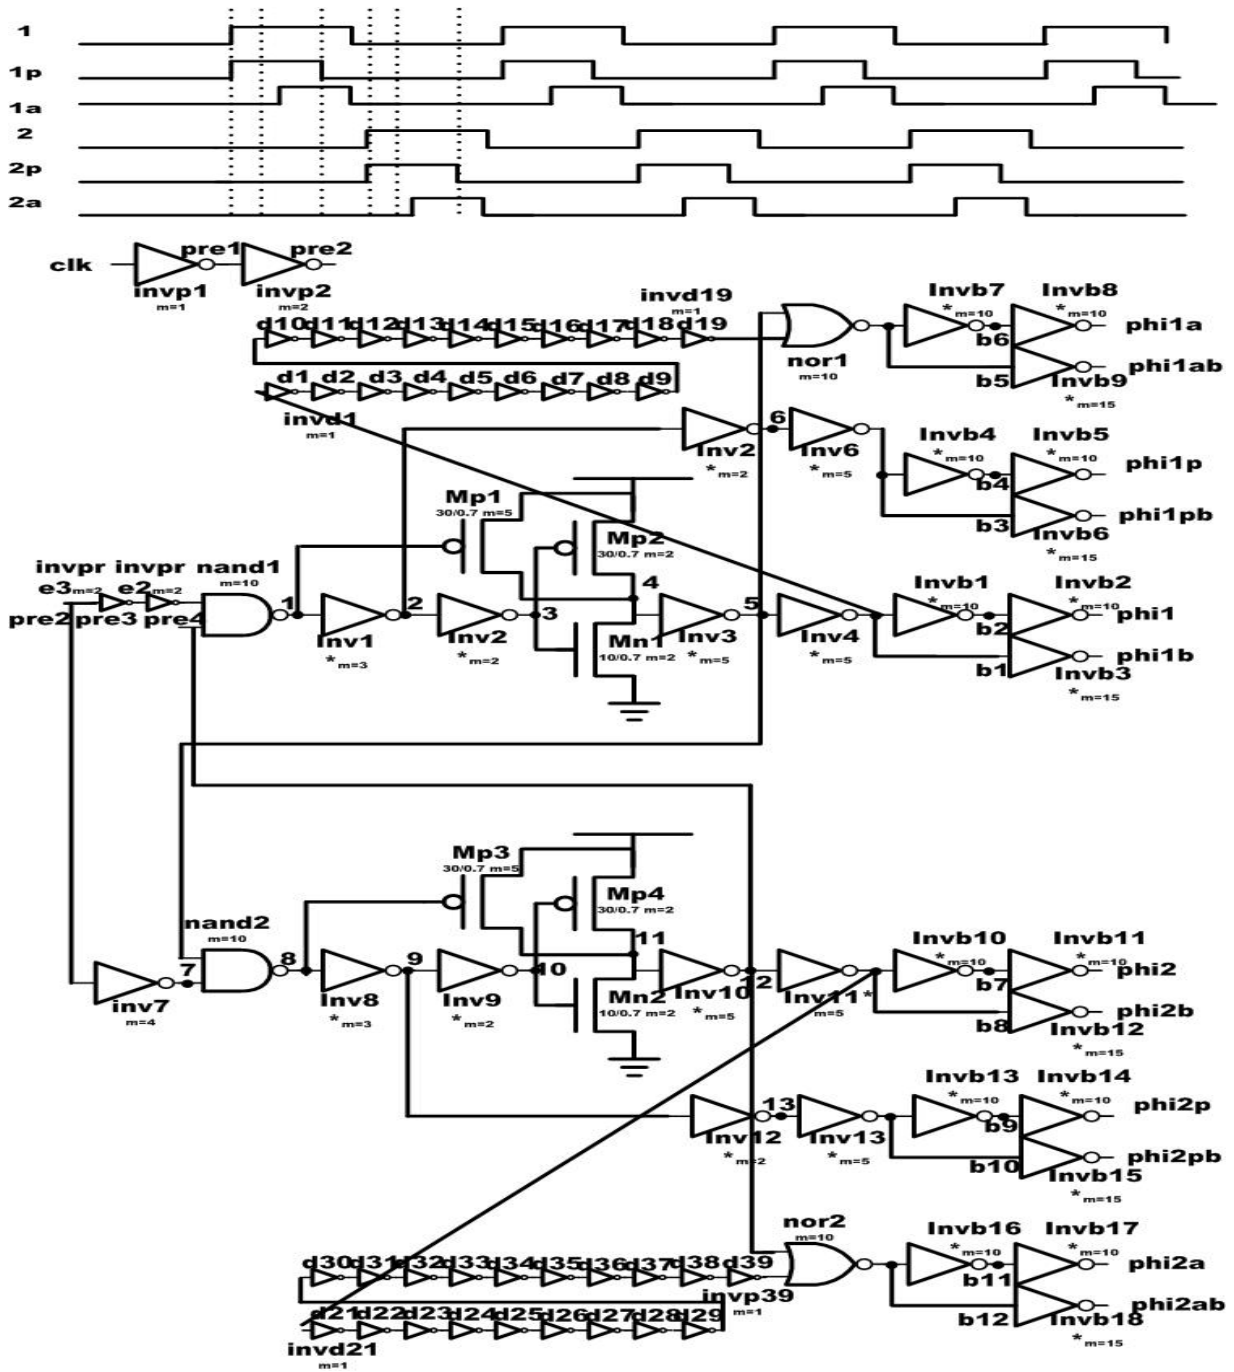 1
1p
1a
2
2p
2a
clk pre1 pre2
invp1 invp2
m=1 m=2
invd19
m=1
d10 d11 d12 d13 d14 d15 d16 d17 d18 d19
d1 d2 d3 d4 d5 d6 d7 d8 d9
invd1
m=1
nor1
m=10
Invb7 Invb8
*m=10 *m=10
b6 phi1a
b5 phi1ab
Invb9
*m=15
6
Inv2 Inv6
*m=2 *m=5
Invb4 Invb5
*m=10 *m=10
b4 phi1p
b3 phi1pb
Invb6
*m=15
Mp1
30/0.7 m=5
Mp2
30/0.7 m=2
invpr invpr nand1
e3 m=2 e2 m=2 m=10
pre2 pre3 pre4
1 2 3 4 5
Inv1 Inv2 Mn1 Inv3 Inv4
*m=3 *m=2 10/0.7 m=2 *m=5 *m=5
Invb1 Invb2
*m=10 *m=10
b2 phi1
b1 phi1b
Invb3
*m=15
Mp3
30/0.7 m=5
Mp4
30/0.7 m=2
nand2
m=10
7 8 9 10 11 12
inv7 Inv8 Inv9 Mn2 Inv10 Inv11 *
m=4 *m=3 *m=2 10/0.7 m=2 *m=5 m=5
Invb10 Invb11
*m=10 *m=10
b7 phi2
b8 phi2b
Invb12
*m=15
13
Inv12 Inv13
*m=2 *m=5
Invb13 Invb14
*m=10 *m=10
b9 phi2p
b10 phi2pb
Invb15
*m=15
nor2
m=10
Invb16 Invb17
*m=10 *m=10
b11 phi2a
b12 phi2ab
Invb18
*m=15
d30 d31 d32 d33 d34 d35 d36 d37 d38 d39
invp39
m=1
d21 d22 d23 d24 d25 d26 d27 d28 d29
invd21
m=1